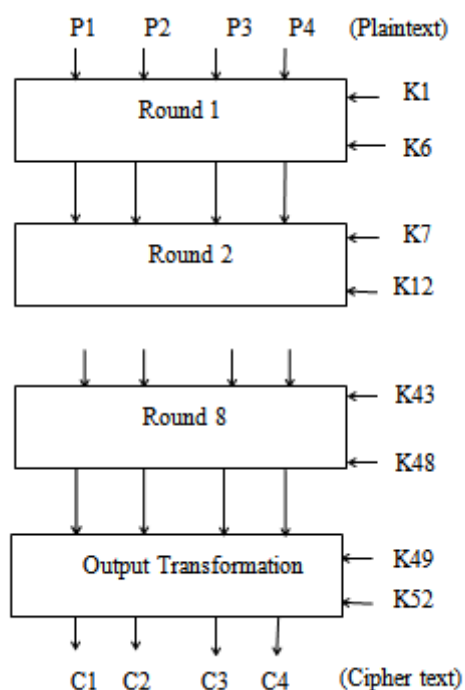 P1 P2 P3 P4 (Plaintext)
K1
Round 1
K6
K7
Round 2
K12
K43
Round 8
K48
K49
Output Transformation
K52
C1 C2 C3 C4 (Cipher text)